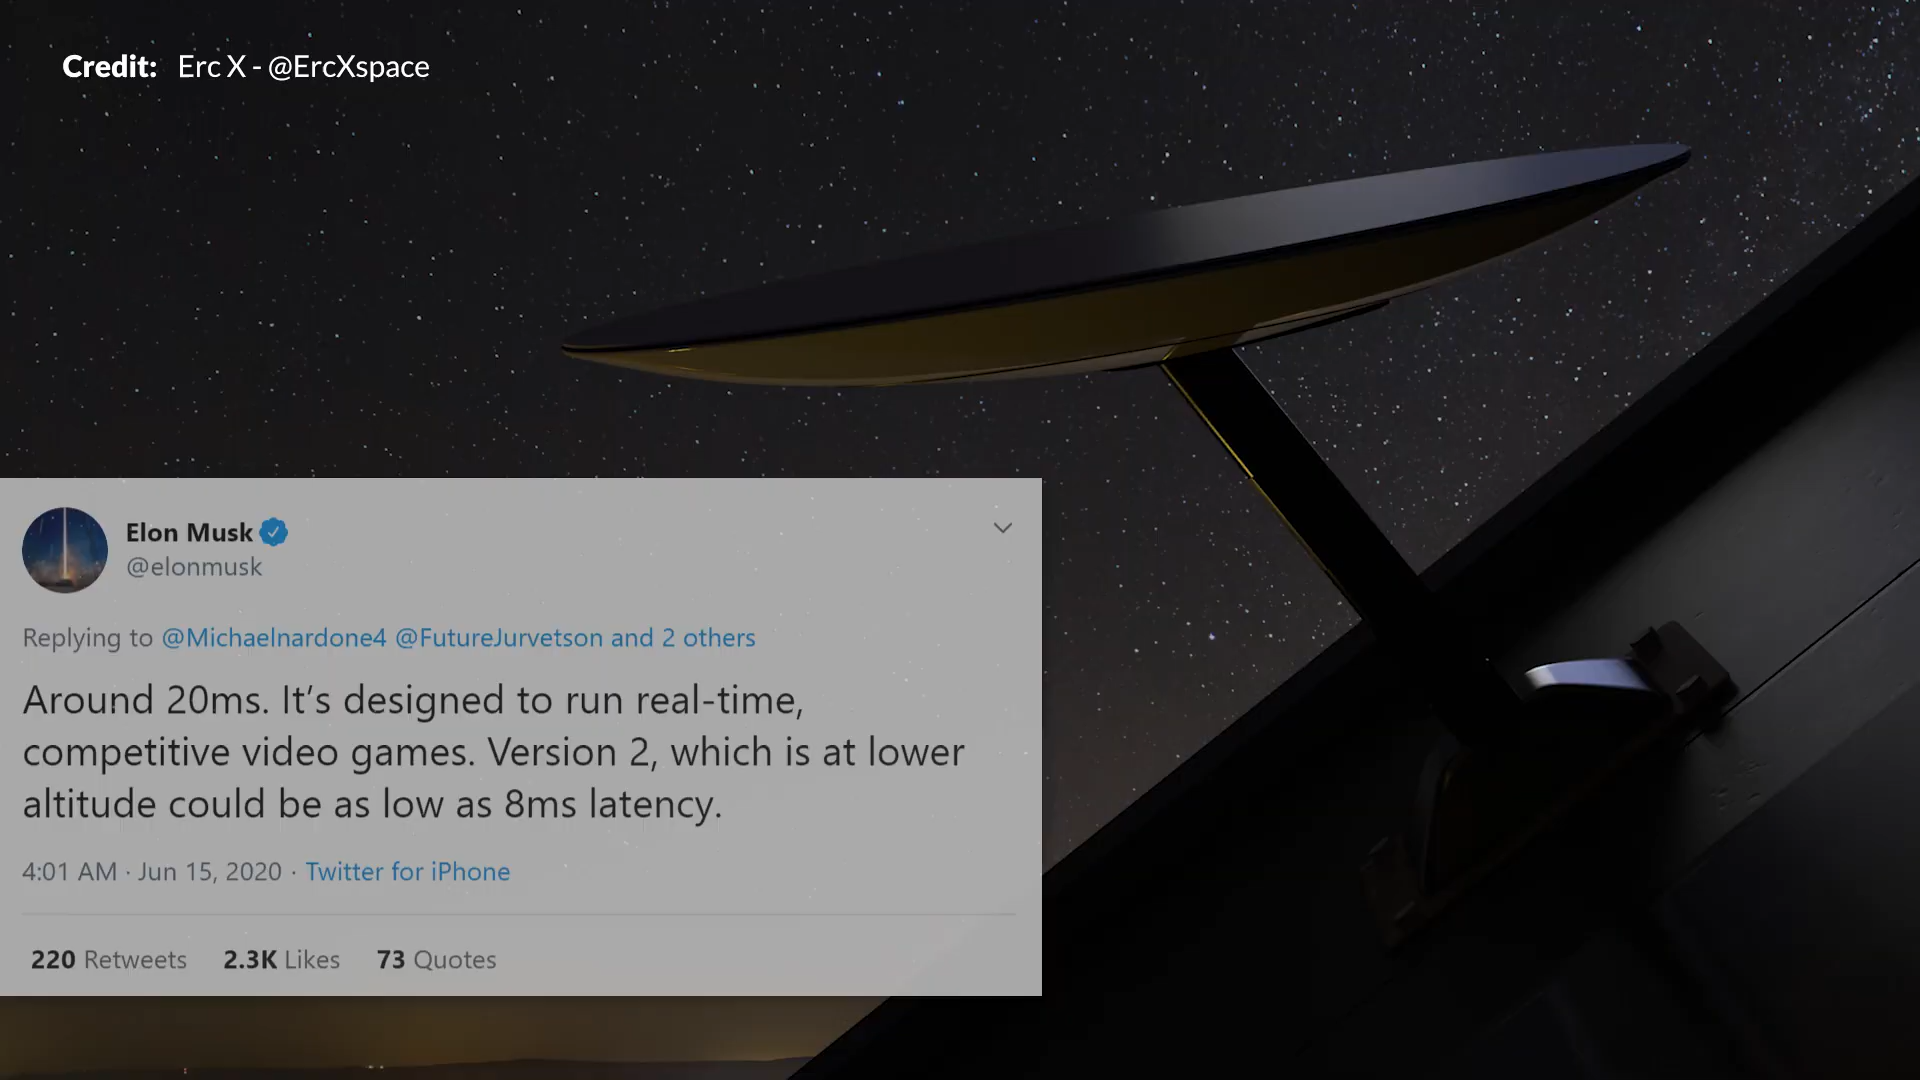 Credit: Erc X - @ErcXspace
Elon Musk
@elonmusk
Replying to @Michaelnardone4 @FutureJurvetson and 2 others
Around 20ms. It’s designed to run real-time,
competitive video games. Version 2, which is at lower
altitude could be as low as 8ms latency.
4:01 AM · Jun 15, 2020 · Twitter for iPhone
220 Retweets 2.3K Likes 73 Quotes